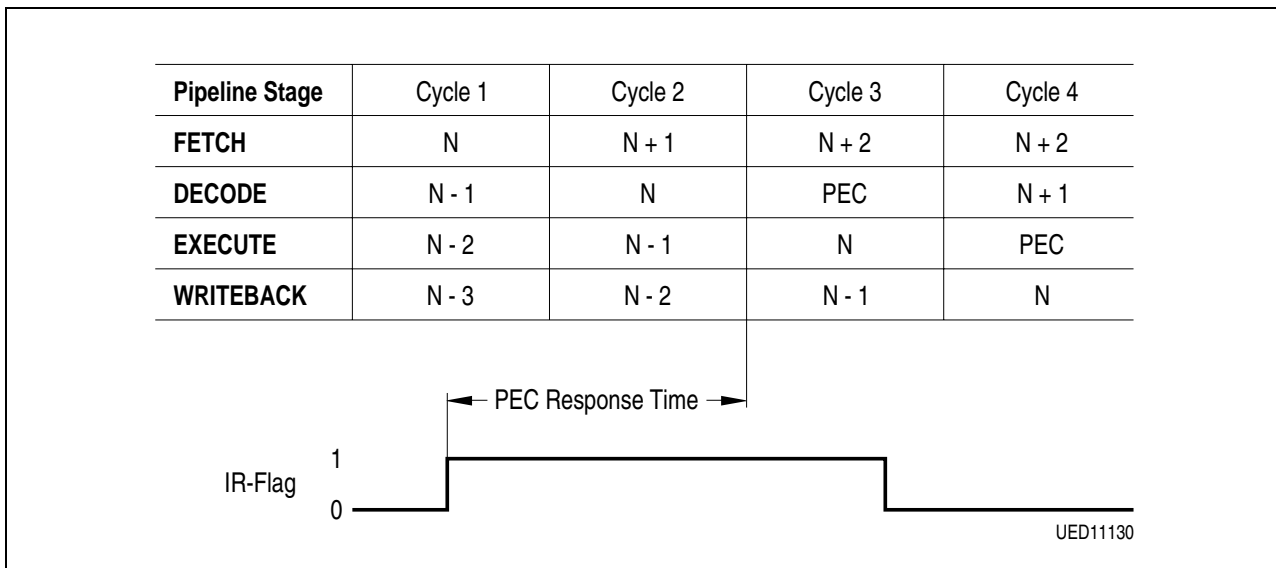 Pipeline Stage Cycle 1 Cycle 2 Cycle 3 Cycle 4
FETCH N N + 1 N + 2 N + 2
DECODE N - 1 N PEC N + 1
EXECUTE N - 2 N - 1 N PEC
WRITEBACK N - 3 N - 2 N - 1 N
PEC Response Time
1
IR-Flag
0
UED11130